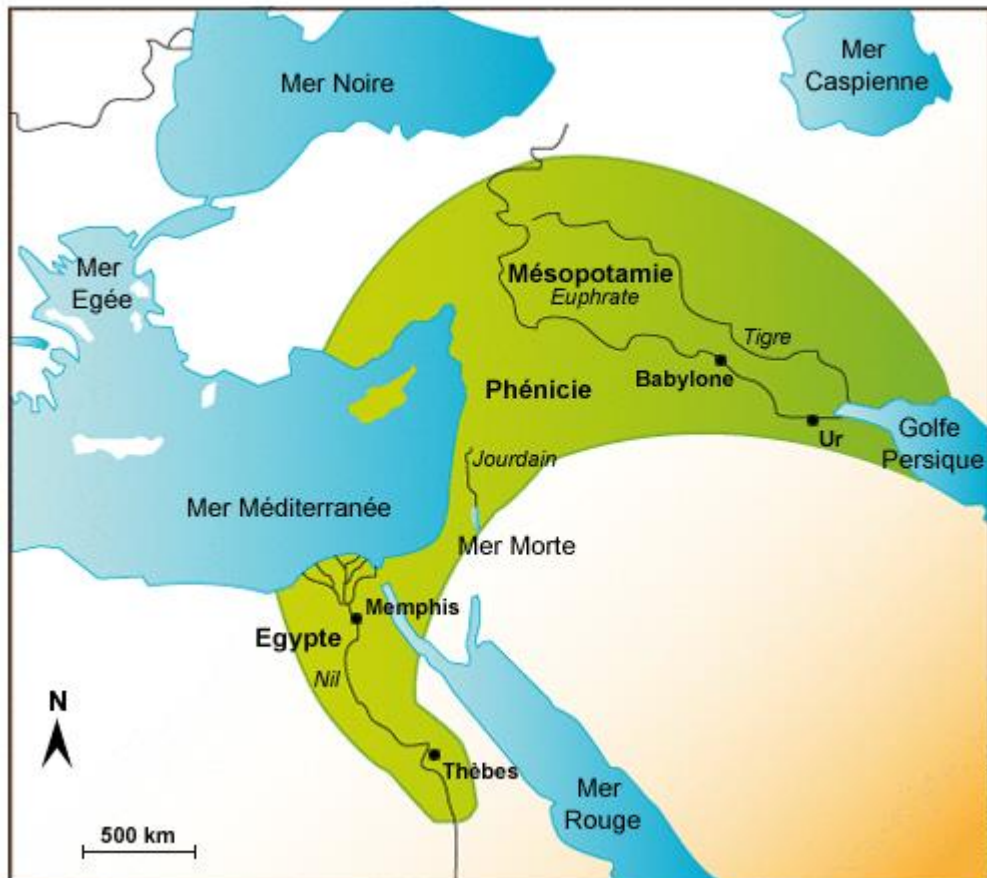 Mer Noire
Mer
Caspienne
Mer
Egée
Mésopotamie
Euphrate
Tigre
Babylone
Phénicie
Ur
Golfe
Persique
Jourdain
Mer Méditerranée
Mer Morte
Memphis
Egypte
Nil
N
Thèbes
Mer
Rouge
500 km